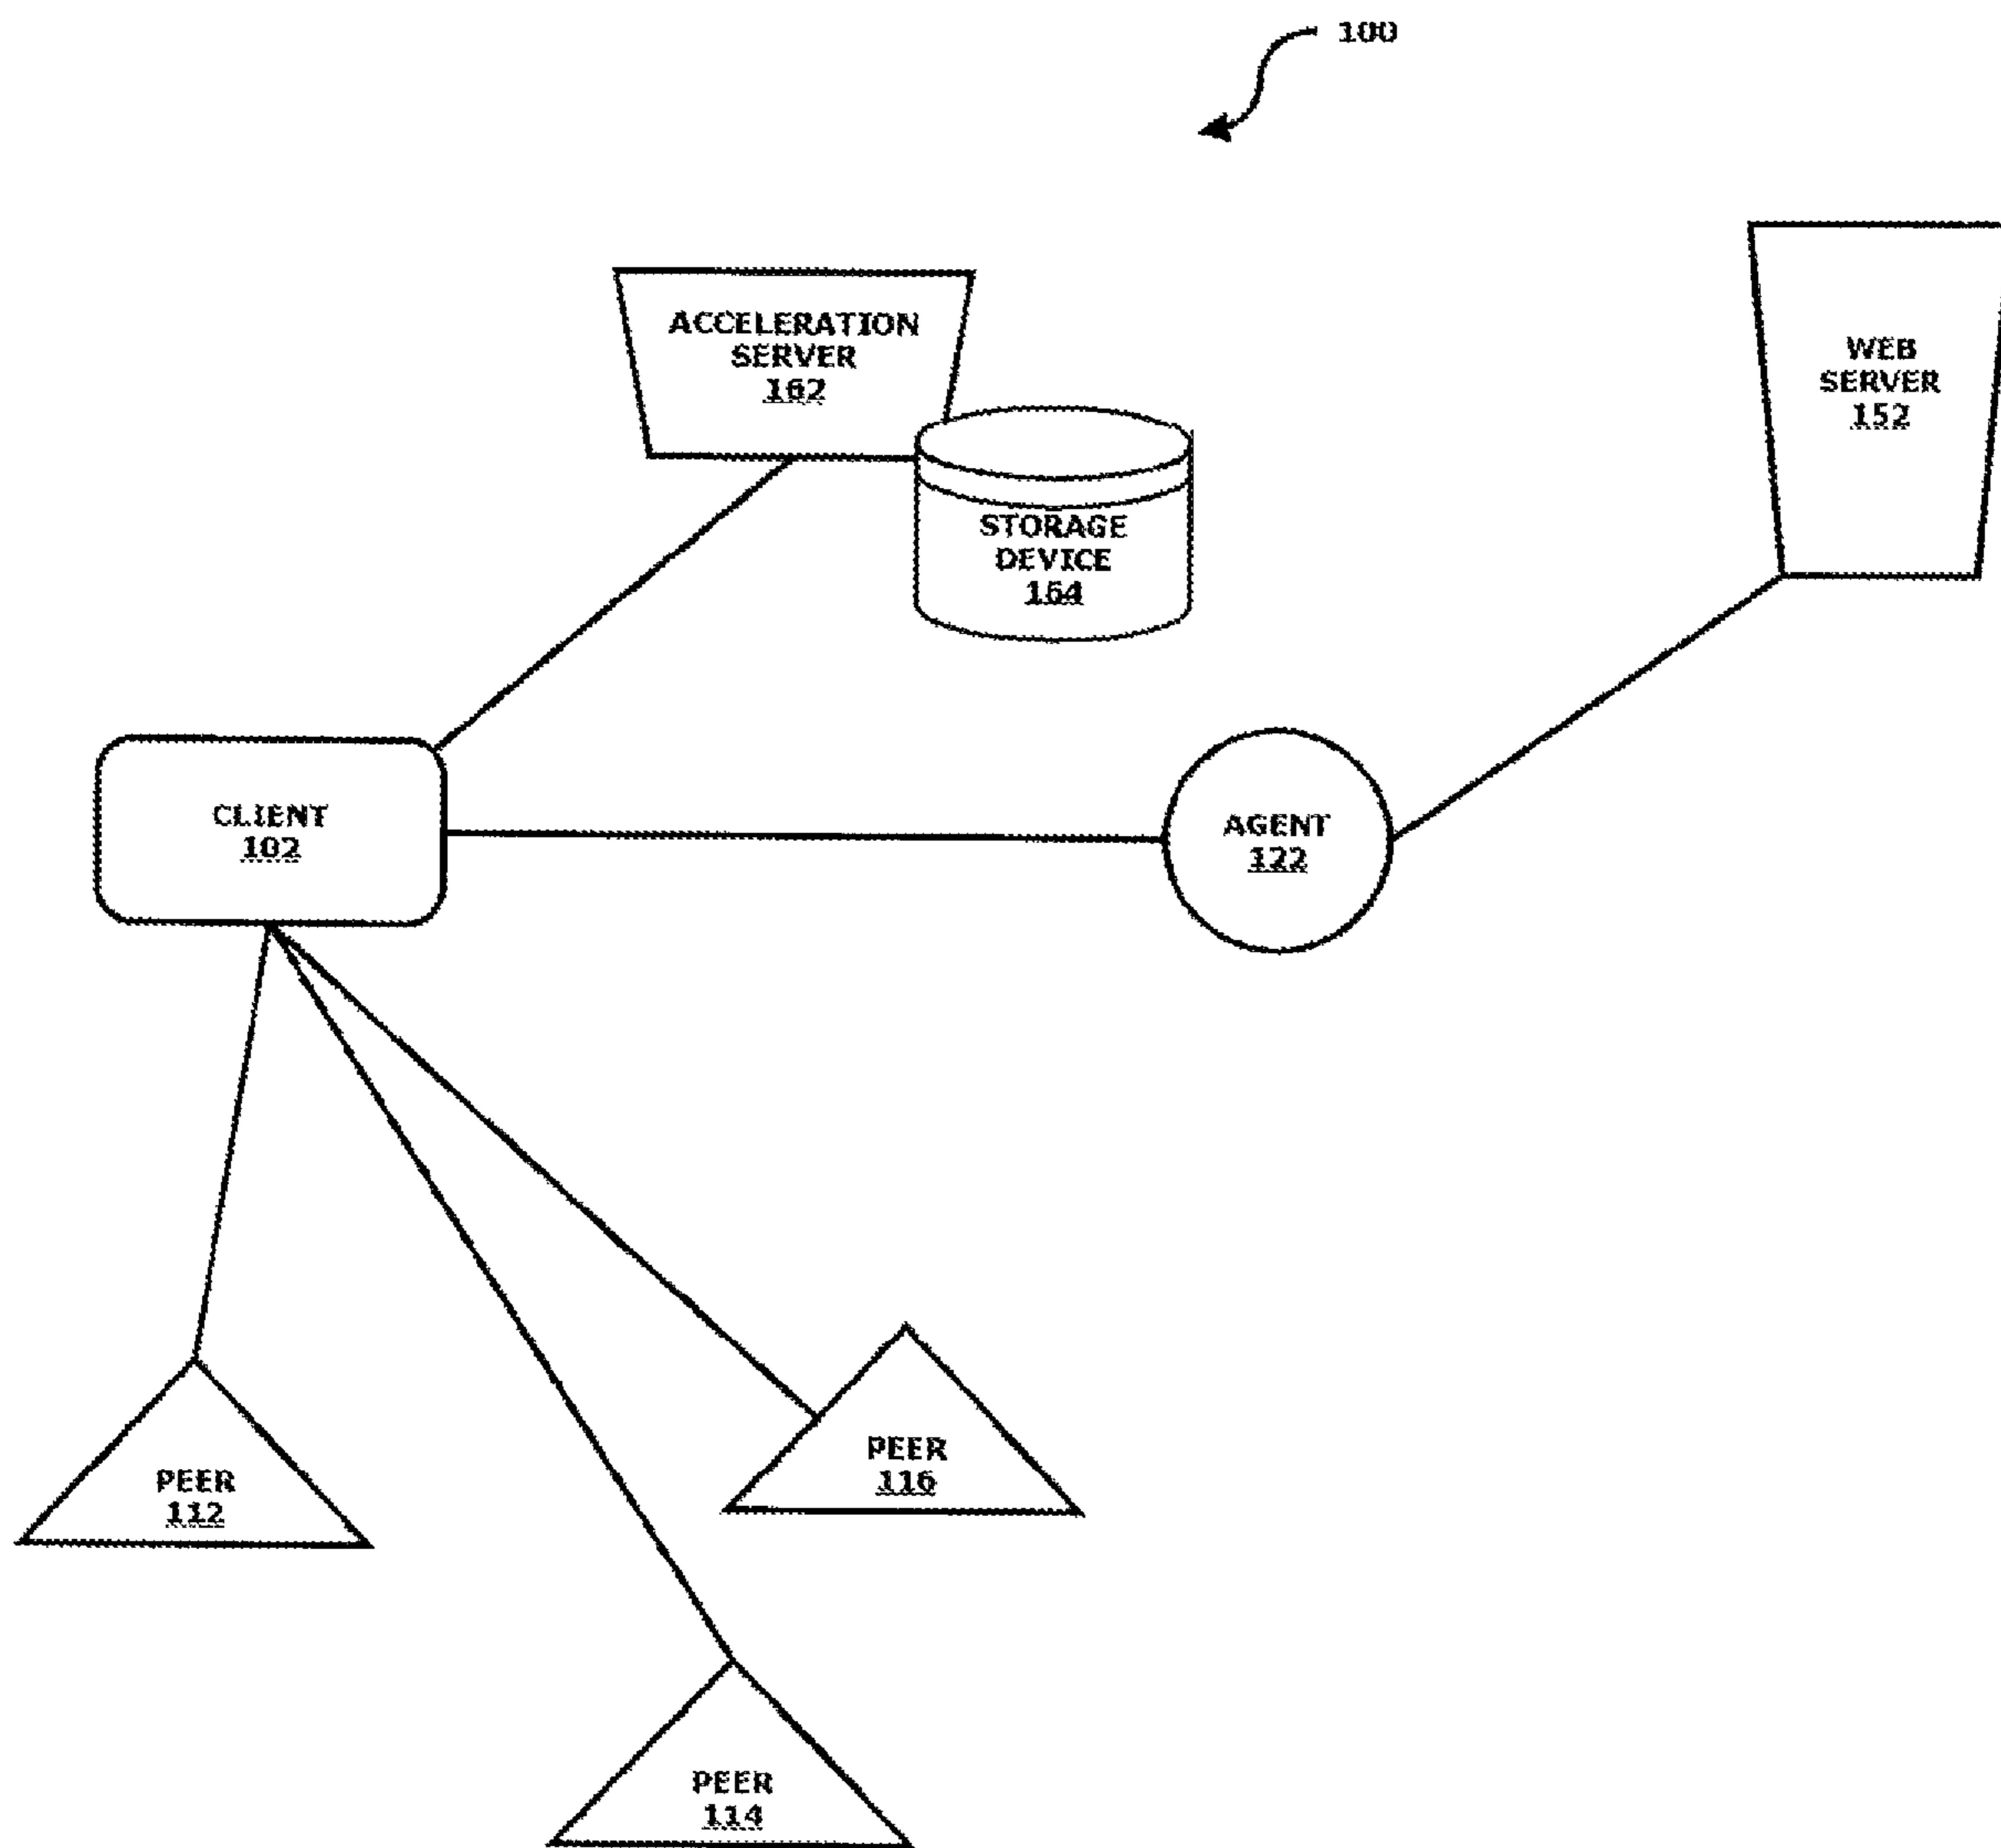 100
ACCELERATION
SERVER
162
WEB
SERVER
152
STORAGE
DEVICE
164
CLIENT
102
AGENT
122
PEER
116
PEER
112
PEER
114